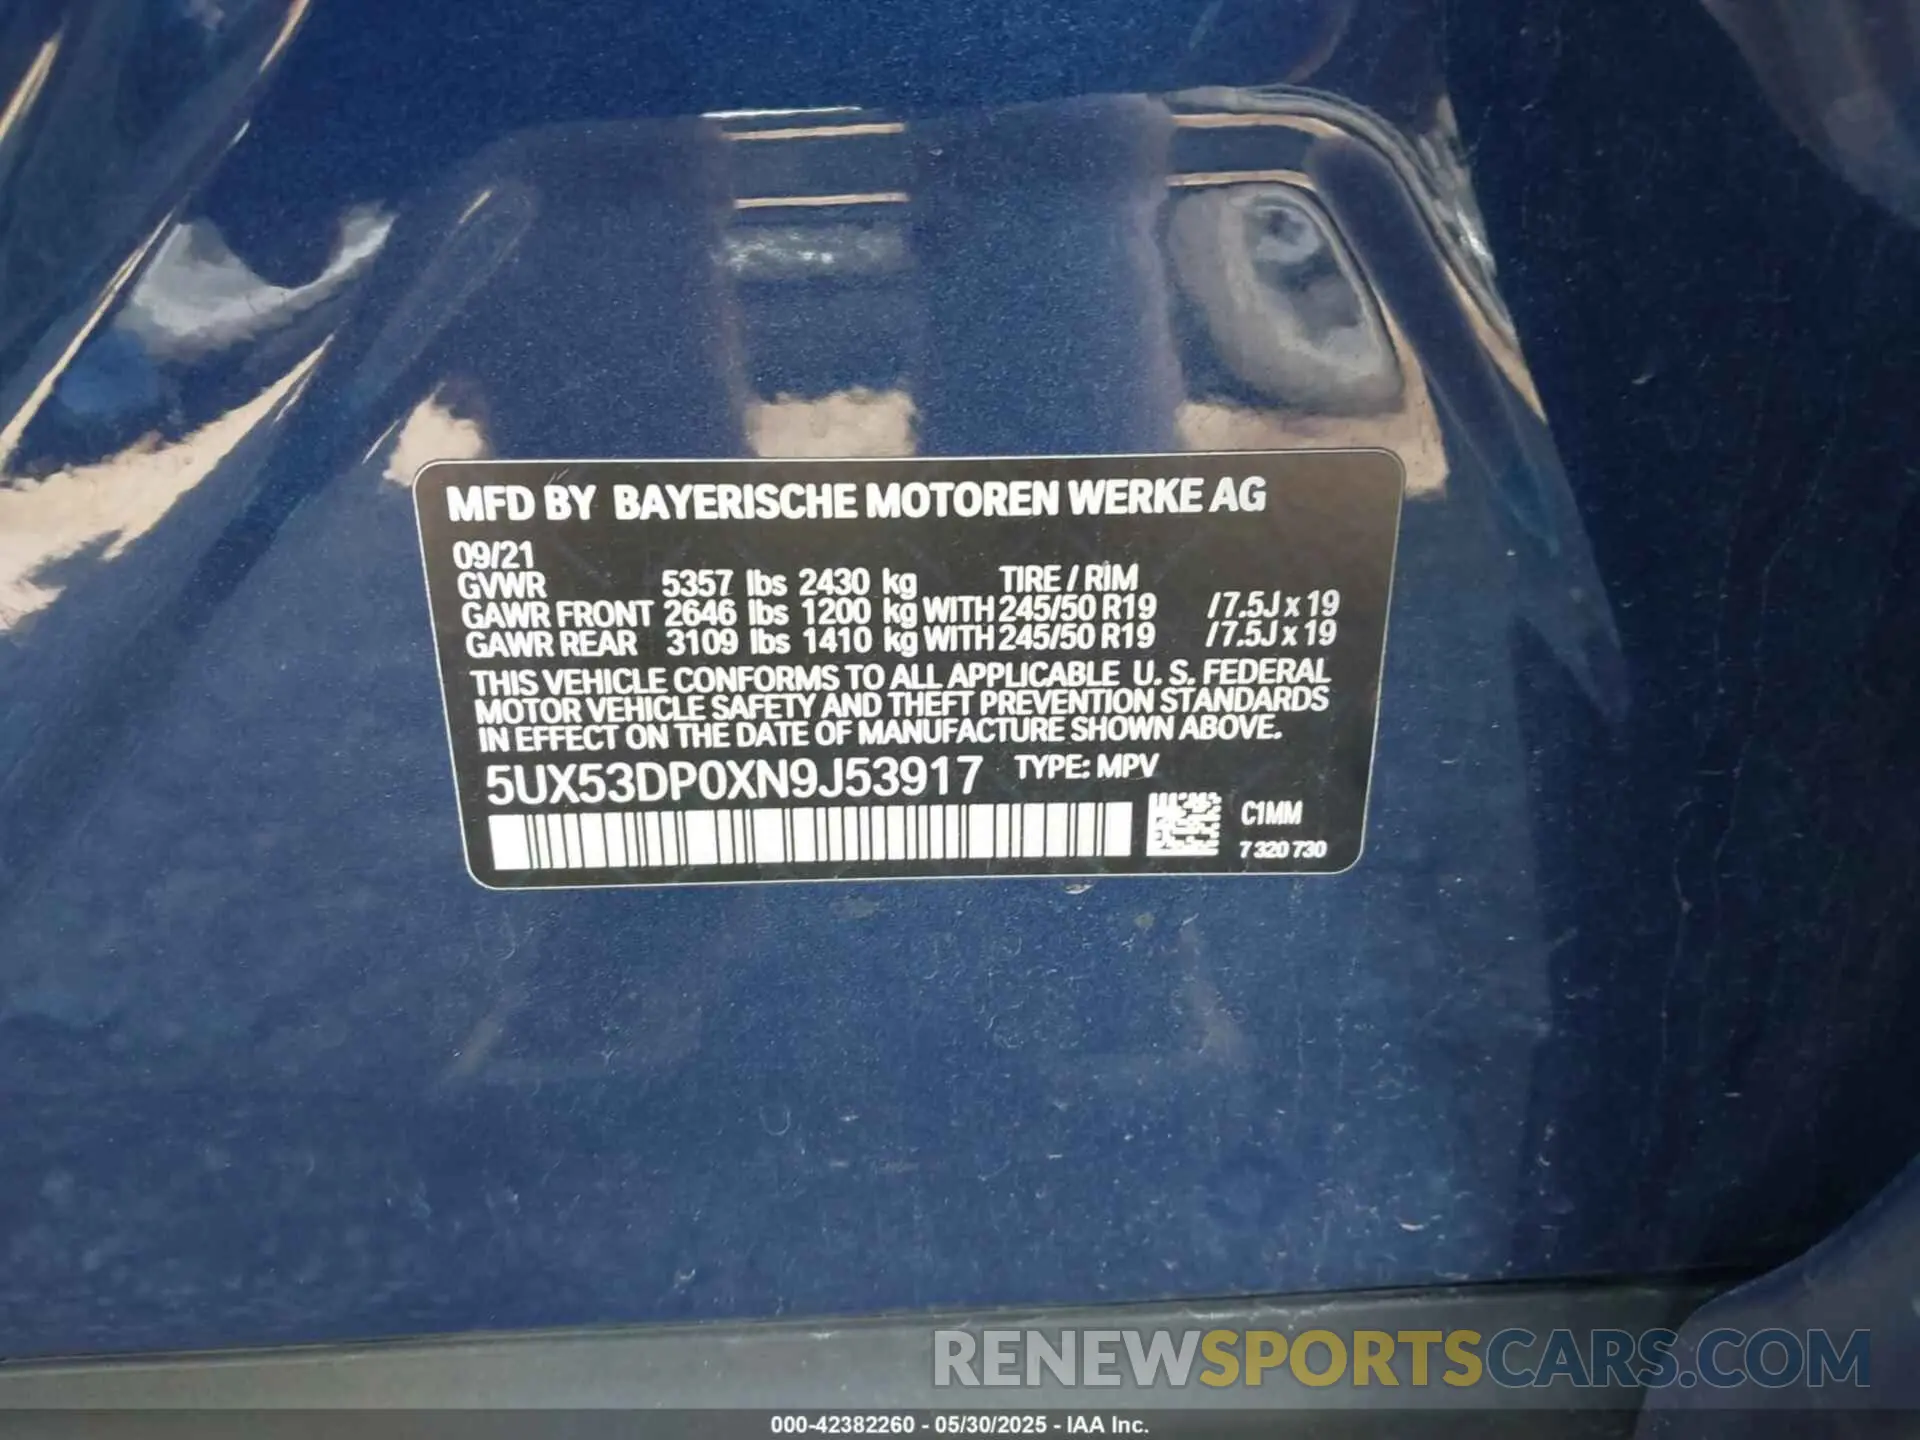 MFD BY BAYERISCHE MOTOREN WERKE AG
09/21
GVWR 5357 lbs 2430 kg TIRE / RIM
GAWR FRONT 2646 lbs 1200 kg WITH 245/50 R19 /7.5J x 19
GAWR REAR 3109 lbs 1410 kg WITH 245/50 R19 /7.5J x 19
THIS VEHICLE CONFORMS TO ALL APPLICABLE U. S. FEDERAL
MOTOR VEHICLE SAFETY AND THEFT PREVENTION STANDARDS
IN EFFECT ON THE DATE OF MANUFACTURE SHOWN ABOVE.
5UX53DP0XN9J53917 TYPE: MPV
C1MM
7 320 730
RENEWSPORTSCARS.COM
000-42382260 - 05/30/2025 - IAA Inc.